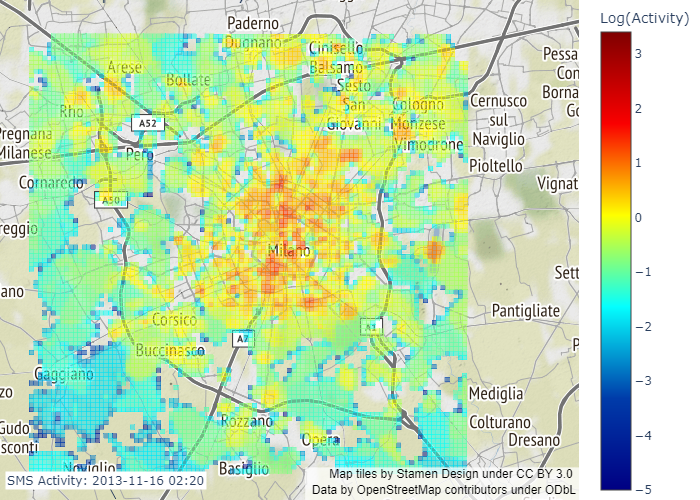 Log(Activity)
3
2
1
0
−1
−2
−3
−4
−5
Paderno
Dugnano
Cinisello
Balsamo
Arese
Bollate
Sesto
San
Giovanni
Rho
Cologno
Monzese
Cernusco
sul
Naviglio
A52
Pregnana
Milanese
Pero
Vimodrone
Pioltello
Cornaredo
Vignat
A50
reggio
Milano
Sett
ano
Pantigliate
Corsico
A1
A7
Buccinasco
Gaggiano
Mediglia
Rozzano
Colturano
Dresano
Opera
Gudo
sconti
Noviglio
Basiglio
Pessa
Con
Borna
Go
zo
P
SMS Activity: 2013-11-16 02:20
Map tiles by Stamen Design under CC BY 3.0
Data by OpenStreetMap contributors under ODbL